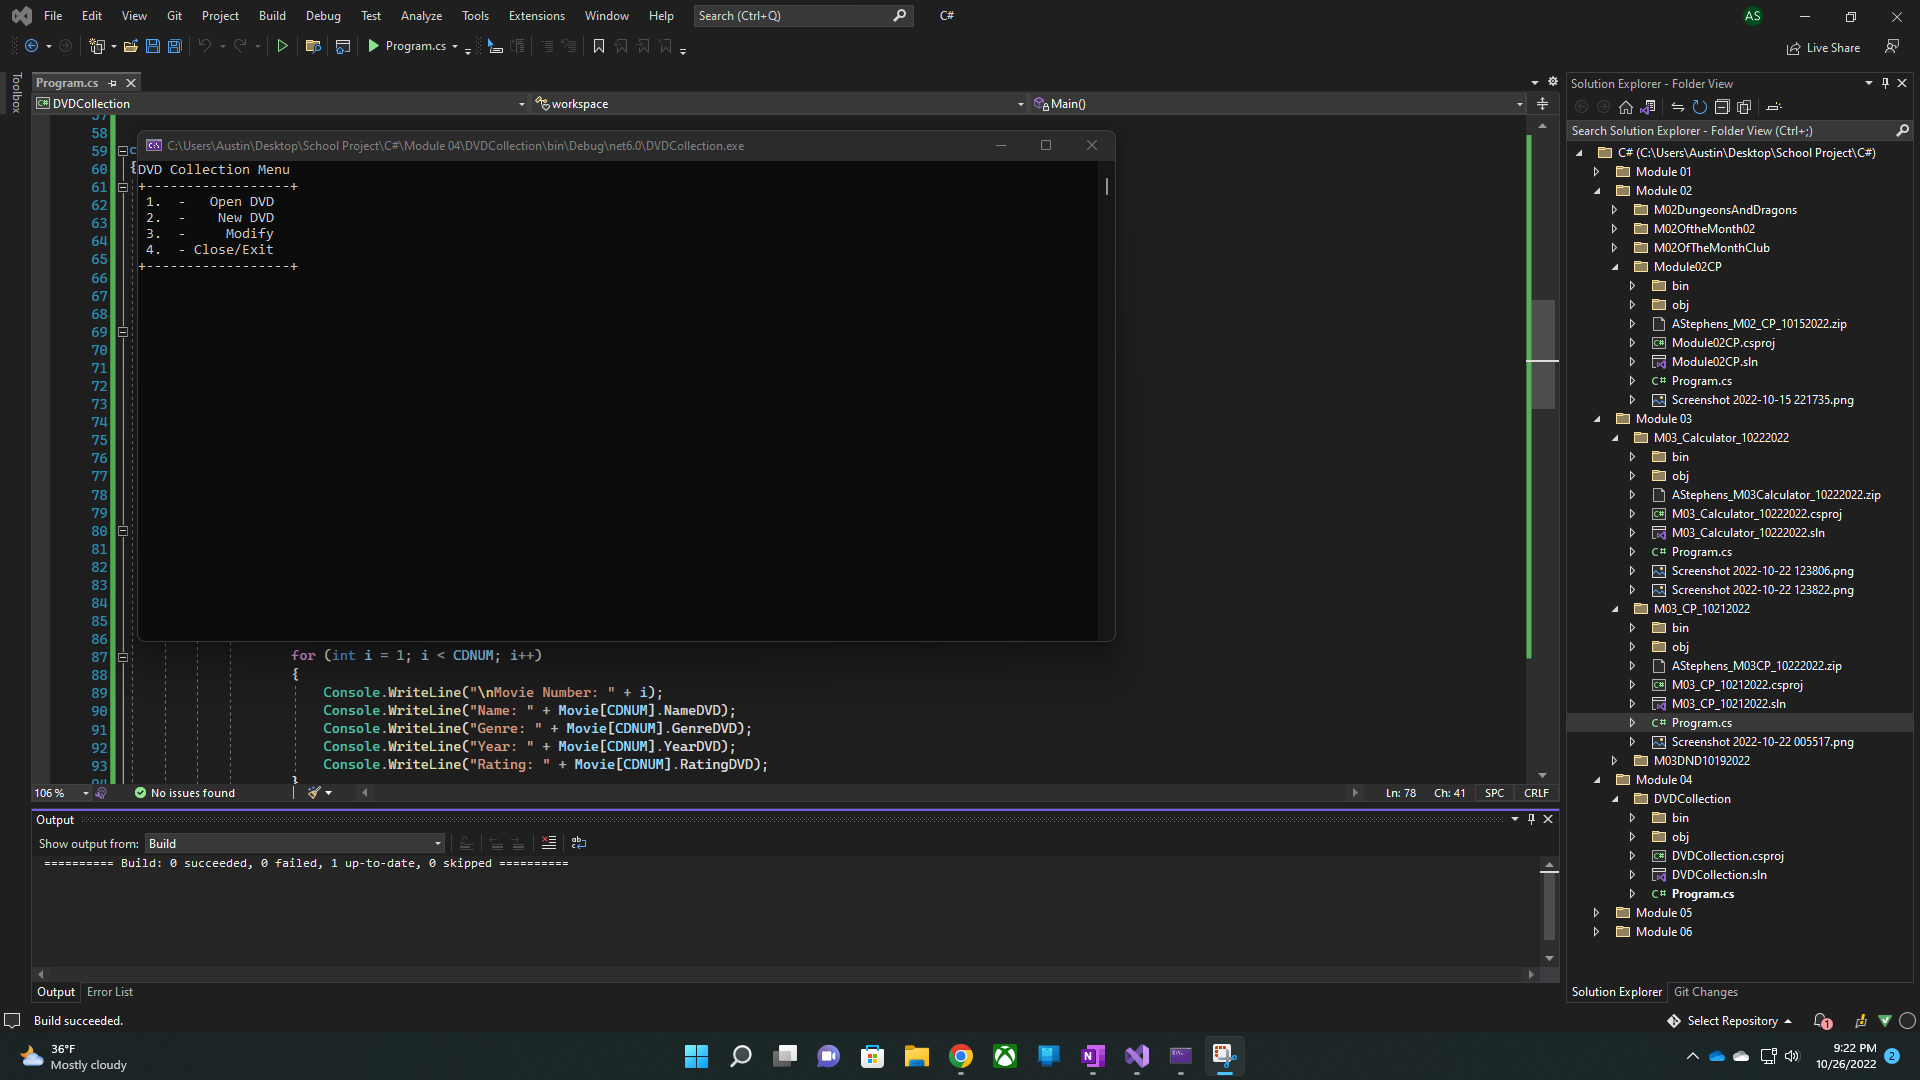 File Edit View Git Project Build Debug Test Analyze Tools Extensions Window Help Search (Ctrl+Q) C# AS
Program.cs Live Share
Toolbox
Program.cs
DVDCollection workspace Main()
57
58
59 C
60 {
61
62
63
64
65
66
67
68
69
70
71
72
73
74
75
76
77
78
79
80
81
82
83
84
85
86
C:\Users\Austin\Desktop\School Project\C#\Module 04\DVDCollection\bin\Debug\net6.0\DVDCollection.exe
DVD Collection Menu
+------------------+
1. - Open DVD
2. - New DVD
3. - Modify
4. - Close/Exit
+------------------+
87 for (int i = 1; i < CDNUM; i++)
88 {
89 Console.WriteLine("\nMovie Number: " + i);
90 Console.WriteLine("Name: " + Movie[CDNUM].NameDVD);
91 Console.WriteLine("Genre: " + Movie[CDNUM].GenreDVD);
92 Console.WriteLine("Year: " + Movie[CDNUM].YearDVD);
93 Console.WriteLine("Rating: " + Movie[CDNUM].RatingDVD);
94 }
106 % No issues found Ln: 78 Ch: 41 SPC CRLF
Output
Show output from: Build
========== Build: 0 succeeded, 0 failed, 1 up-to-date, 0 skipped ==========
Output Error List
Solution Explorer - Folder View
Search Solution Explorer - Folder View (Ctrl+;)
C# (C:\Users\Austin\Desktop\School Project\C#)
Module 01
Module 02
M02DungeonsAndDragons
M02OftheMonth02
M02OfTheMonthClub
Module02CP
bin
obj
AStephens_M02_CP_10152022.zip
Module02CP.csproj
Module02CP.sln
C# Program.cs
Screenshot 2022-10-15 221735.png
Module 03
M03_Calculator_10222022
bin
obj
AStephens_M03Calculator_10222022.zip
M03_Calculator_10222022.csproj
M03_Calculator_10222022.sln
C# Program.cs
Screenshot 2022-10-22 123806.png
Screenshot 2022-10-22 123822.png
M03_CP_10212022
bin
obj
AStephens_M03CP_10222022.zip
M03_CP_10212022.csproj
M03_CP_10212022.sln
C# Program.cs
Screenshot 2022-10-22 005517.png
M03DND10192022
Module 04
DVDCollection
bin
obj
DVDCollection.csproj
DVDCollection.sln
C# Program.cs
Module 05
Module 06
Solution Explorer Git Changes
Build succeeded. Select Repository 1
36°F
Mostly cloudy
9:22 PM
10/26/2022 2